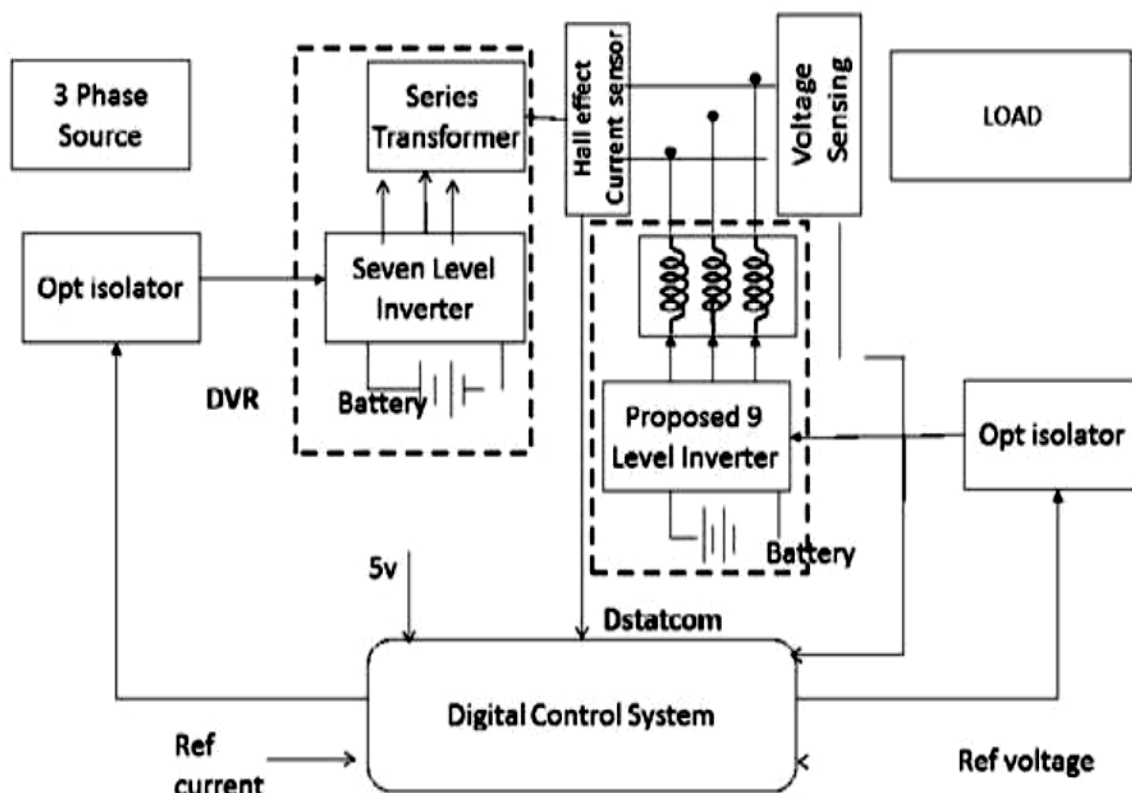 3 Phase
Source
Series
Transformer
Hall effect
Current sensor
Voltage
Sensing
LOAD
Opt isolator
Seven Level
Inverter
DVR
Battery
Proposed 9
Level Inverter
Opt isolator
Battery
5v
Dstatcom
Digital Control System
Ref
current
Ref voltage